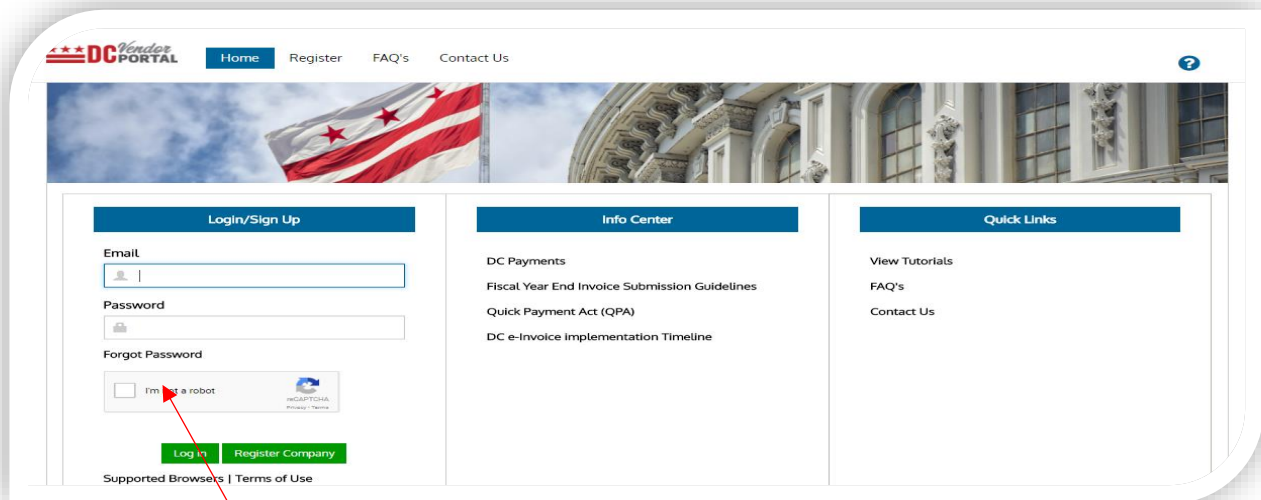 DC Vendor PORTAL
Home Register FAQ's Contact Us
?
Login/Sign Up
Email
Password
Forgot Password
I'm not a robot
reCAPTCHA
Privacy - Terms
Log In Register Company
Supported Browsers | Terms of Use
Info Center
DC Payments
Fiscal Year End Invoice Submission Guidelines
Quick Payment Act (QPA)
DC e-Invoice implementation Timeline
Quick Links
View Tutorials
FAQ's
Contact Us